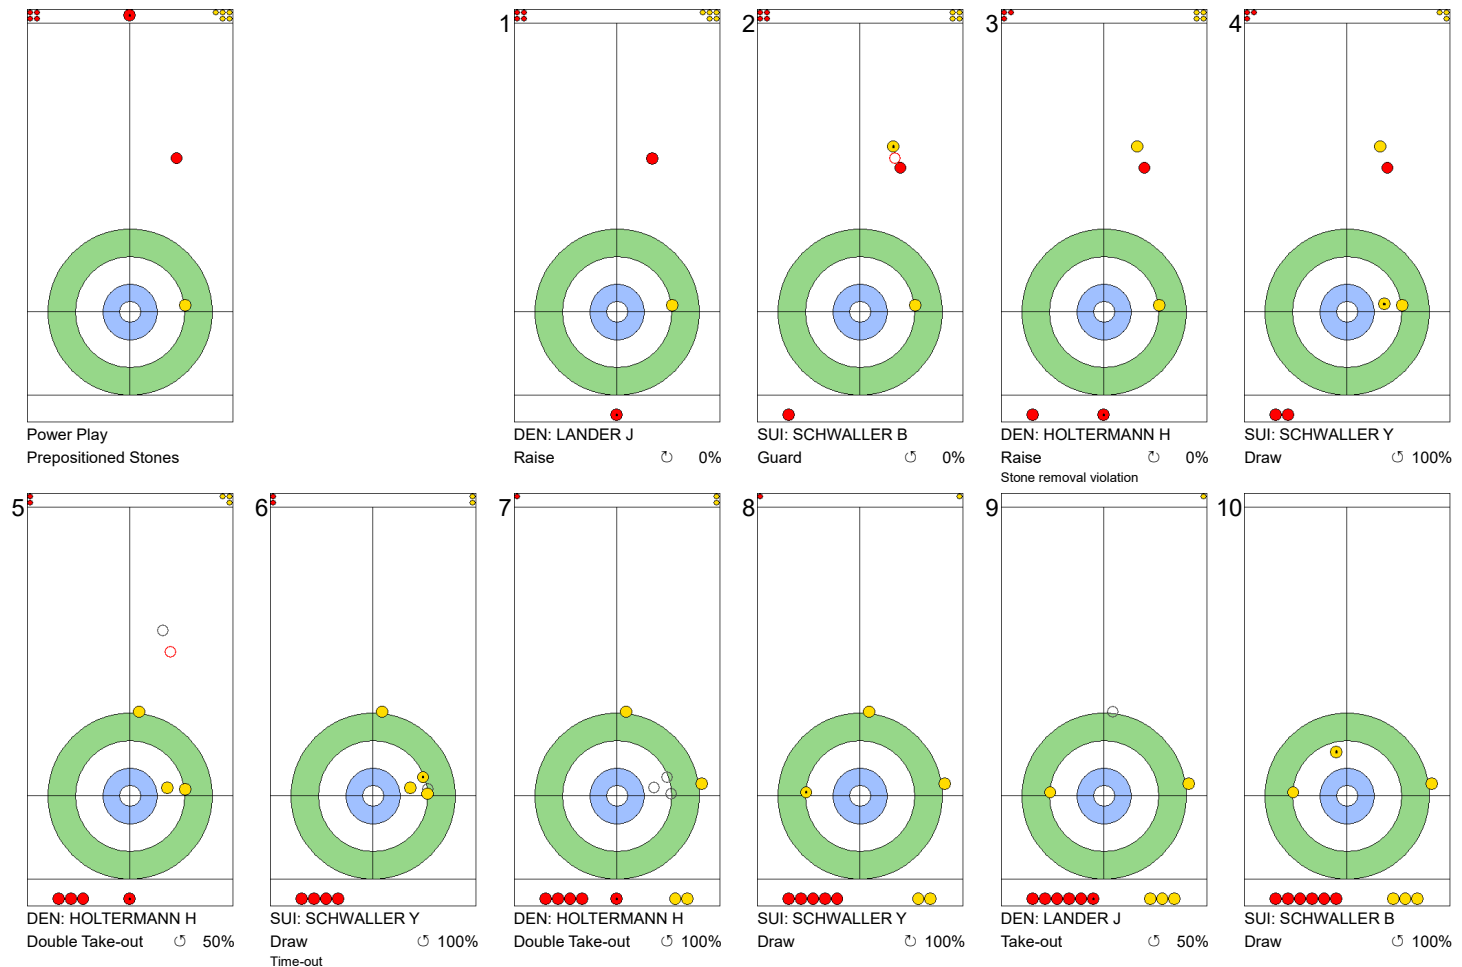 Power Play
Prepositioned Stones
1
DEN: LANDER J
Raise ↻ 0%
2
SUI: SCHWALLER B
Guard ↺ 0%
3
DEN: HOLTERMANN H
Raise ↻ 0%
Stone removal violation
4
SUI: SCHWALLER Y
Draw ↺ 100%
5
DEN: HOLTERMANN H
Double Take-out ↺ 50%
6
SUI: SCHWALLER Y
Draw ↺ 100%
Time-out
7
DEN: HOLTERMANN H
Double Take-out ↺ 100%
8
SUI: SCHWALLER Y
Draw ↻ 100%
9
DEN: LANDER J
Take-out ↺ 50%
10
SUI: SCHWALLER B
Draw ↺ 100%